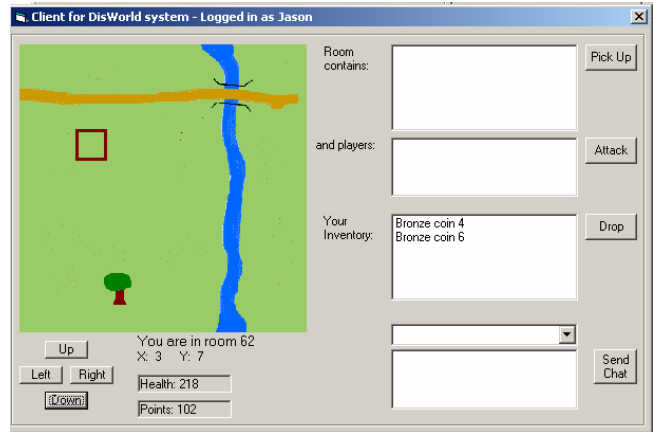 Client for DisWorld system - Logged in as Jason
Room
contains:
Pick Up
and players:
Attack
Your
Inventory:
Bronze coin 4
Bronze coin 6
Drop
You are in room 62
X: 3 Y: 7
Up
Left
Right
Down
Health: 218
Points: 102
Send
Chat